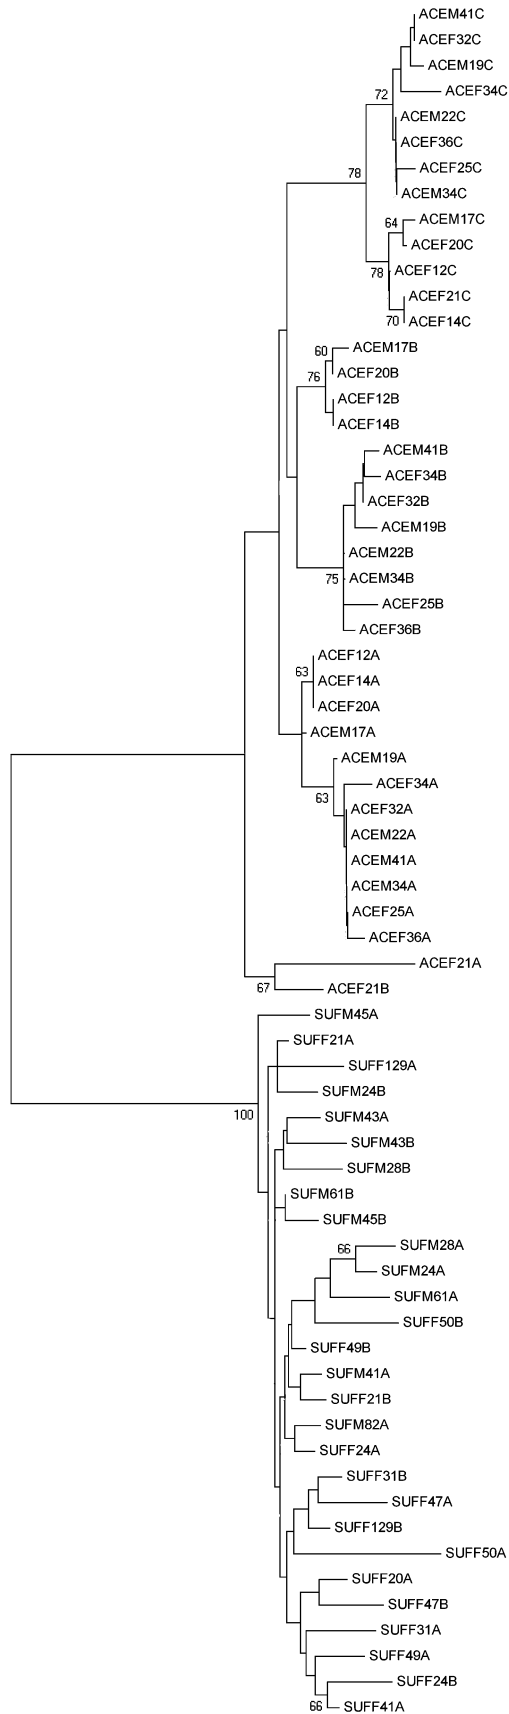 ACEM41C
ACEF32C
ACEM19C
ACEF34C
72
ACEM22C
ACEF36C
ACEF25C
78
ACEM34C
ACEM17C
64
ACEF20C
ACEF12C
78
ACEF21C
ACEF14C
70
ACEM17B
60
ACEF20B
76
ACEF12B
ACEF14B
ACEM41B
ACEF34B
ACEF32B
ACEM19B
ACEM22B
ACEM34B
75
ACEF25B
ACEF36B
ACEF12A
63
ACEF14A
ACEF20A
ACEM17A
ACEM19A
ACEF34A
63
ACEF32A
ACEM22A
ACEM41A
ACEM34A
ACEF25A
ACEF36A
ACEF21A
67
ACEF21B
SUFM45A
SUFF21A
SUFF129A
SUFM24B
100
SUFM43A
SUFM43B
SUFM28B
SUFM61B
SUFM45B
SUFM28A
66
SUFM24A
SUFM61A
SUFF50B
SUFF49B
SUFM41A
SUFF21B
SUFM82A
SUFF24A
SUFF31B
SUFF47A
SUFF129B
SUFF50A
SUFF20A
SUFF47B
SUFF31A
SUFF49A
SUFF24B
66
SUFF41A